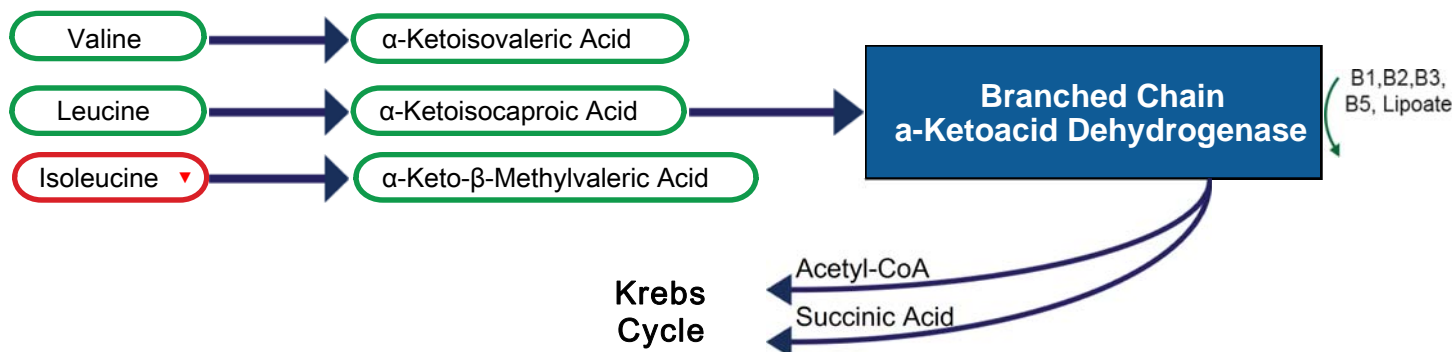 Valine
α-Ketoisovaleric Acid
Leucine
α-Ketoisocaproic Acid
Isoleucine
α-Keto-β-Methylvaleric Acid
Branched Chain
a-Ketoacid Dehydrogenase
B1,B2,B3,
B5, Lipoate
Acetyl-CoA
Succinic Acid
Krebs
Cycle